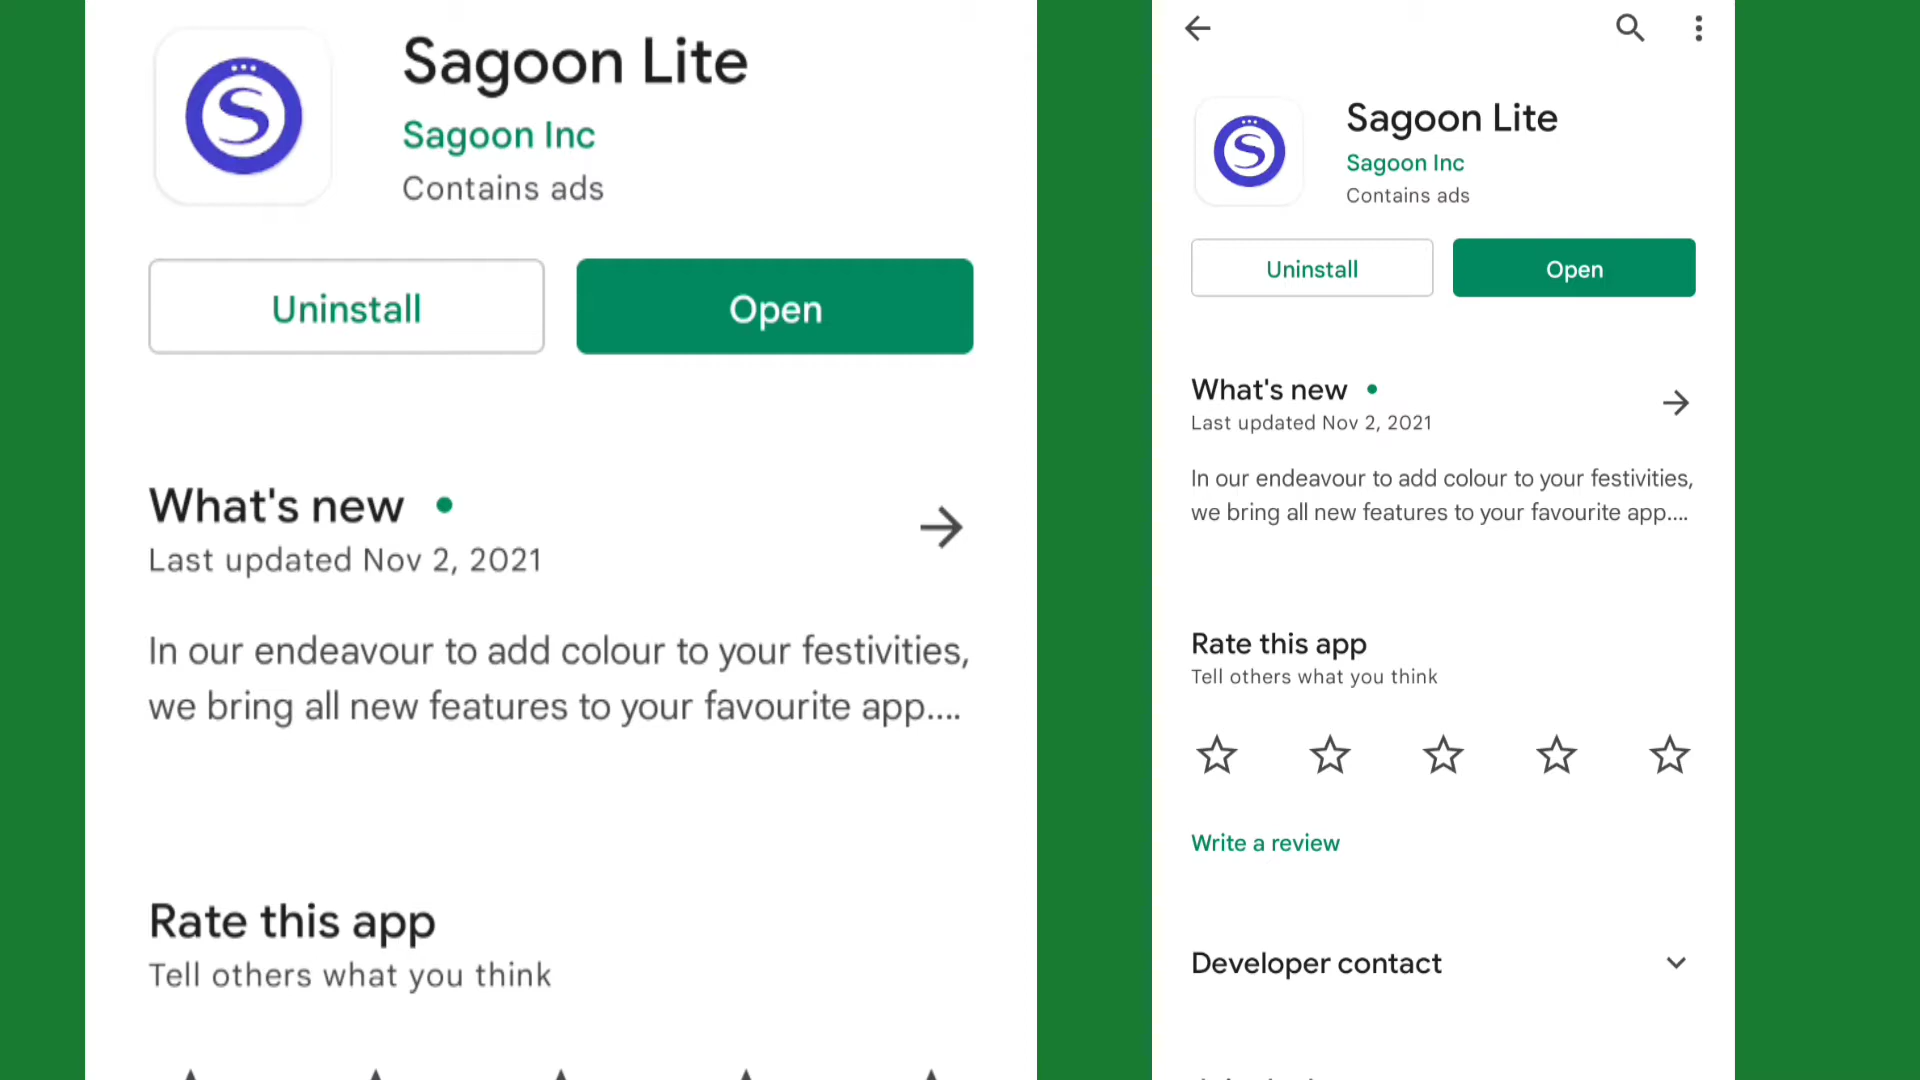 Sagoon Lite
Sagoon Inc
Contains ads
Uninstall
Open
What's new
Last updated Nov 2, 2021
In our endeavour to add colour to your festivities,
we bring all new features to your favourite app....
Rate this app
Tell others what you think
Sagoon Lite
Sagoon Inc
Contains ads
Uninstall
Open
What's new
Last updated Nov 2, 2021
In our endeavour to add colour to your festivities,
we bring all new features to your favourite app....
Rate this app
Tell others what you think
Write a review
Developer contact